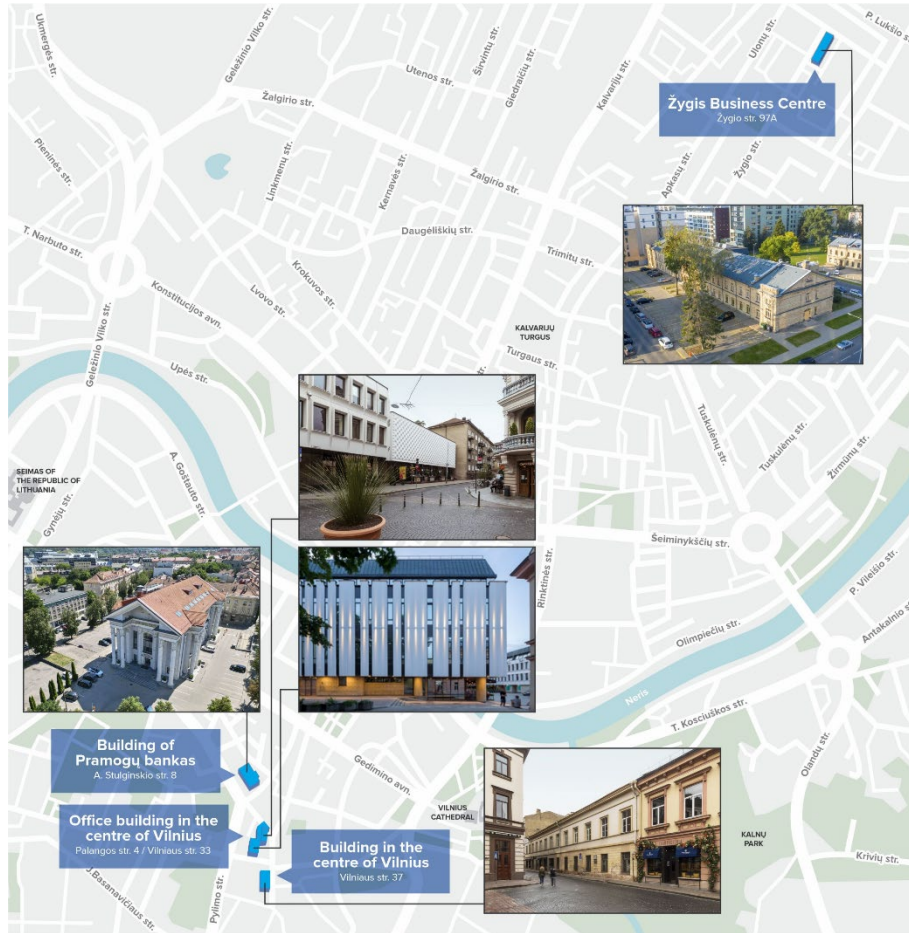 Ukmergės str.
Geležinio Vilko str.
Utenos str.
Širvintų str.
Giedraičių str.
Kalvarijų str.
Ulonų str.
P. Lukšio str.
Žygis Business Centre
Žygio str. 97A
Žalgirio str.
Pieninės str.
Linkmenų str.
Kernavės str.
Žalgirio str.
Apkasų str.
Žygio str.
T. Narbuto str.
Daugėliškių str.
Trimitų str.
Krokuvos str.
Lvovo str.
Konstitucijos avn.
Geležinio Vilko str.
KALVARIJŲ
TURGUS
Turgaus str.
Upės str.
Tuskulėnų str.
Tuskulėnų str.
Žirmūnų str.
SEIMAS OF
THE REPUBLIC OF
LITHUANIA
A. Goštauto str.
Gynėjų str.
Šeiminykščių str.
Rinktinės str.
P. Vileišio str.
Antakalnio str.
Olimpiečių str.
Neris
T. Kosciuškos str.
Olandų str.
Building of
Pramogų bankas
A. Stulginskio str. 8
Gedimino avn.
VILNIUS
CATHEDRAL
Office building in the
centre of Vilnius
Palangos str. 4 / Vilniaus str. 33
Building in the
centre of Vilnius
Vilniaus str. 37
KALNŲ
PARK
Krivių str.
J. Basanavičiaus str.
Pylimo str.